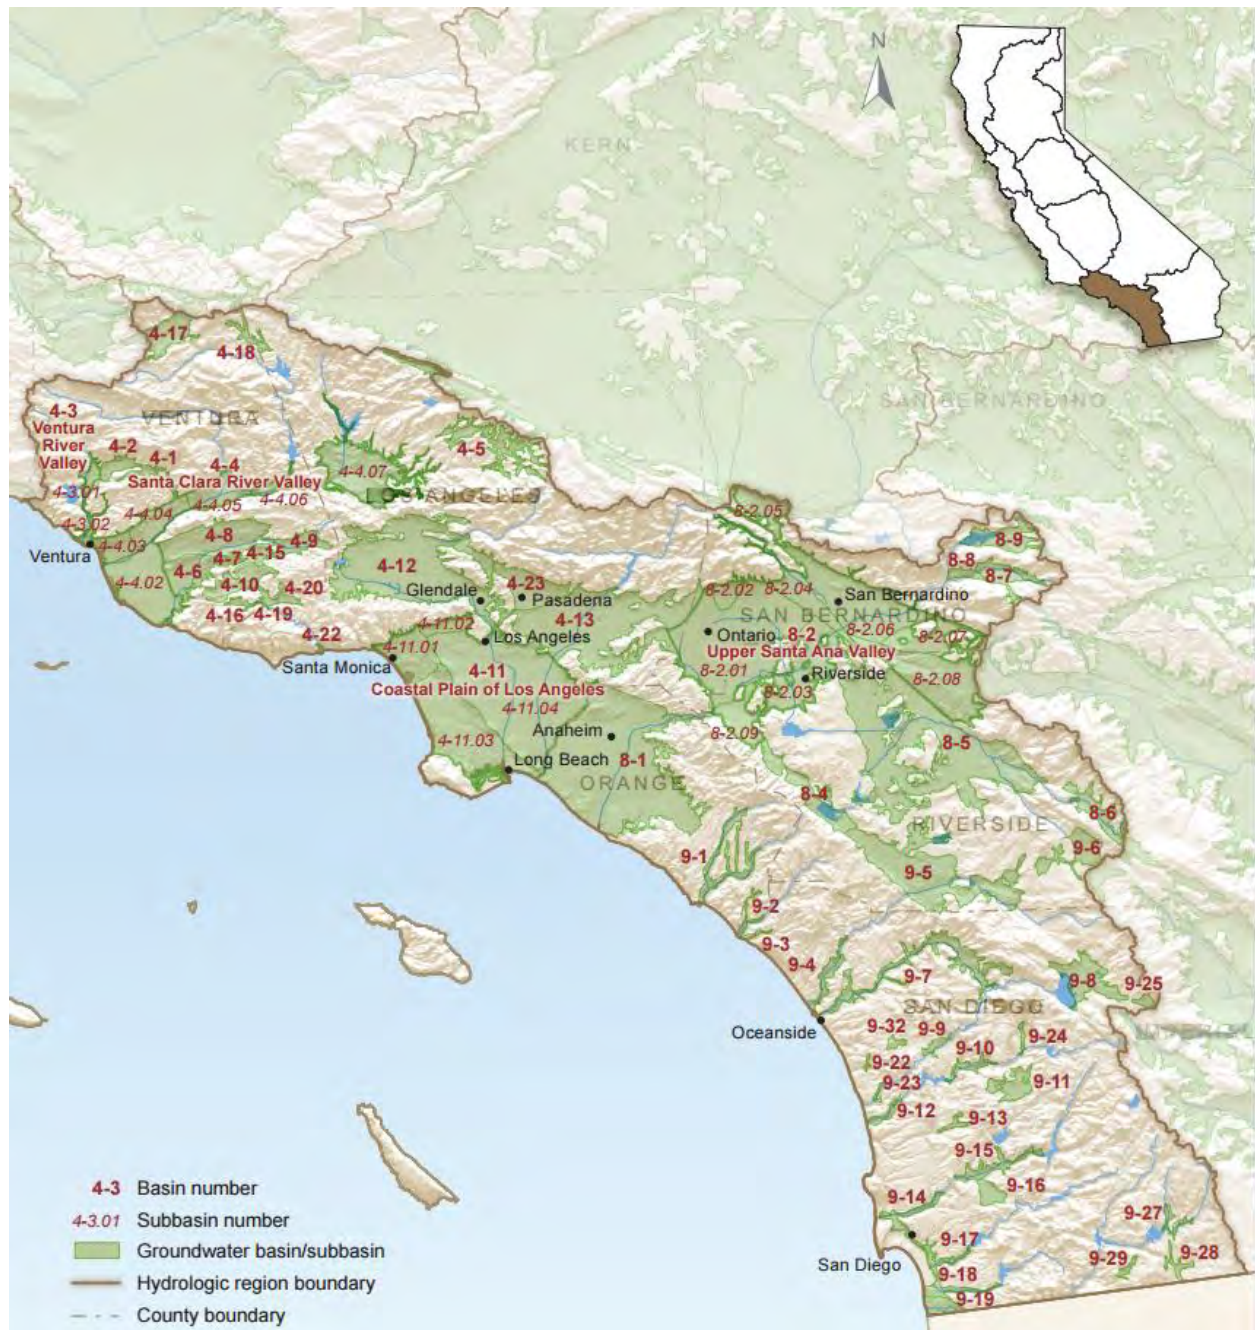 N
KERN
SAN BERNARDINO
4-17
4-18
4-3
Ventura
River
Valley
VENTURA
4-2
4-1
4-4
Santa Clara River Valley
4-5
4-4.07
LOS ANGELES
4-3.01
4-4.06
4-4.05
4-4.04
4-3.02
4-4.03
Ventura
4-8
4-9
4-15
4-7
4-6
4-10
4-20
4-4.02
4-16
4-19
4-22
4-12
4-23
Glendale
Pasadena
4-13
4-11.02
Los Angeles
4-11.01
Santa Monica
4-11
Coastal Plain of Los Angeles
4-11.04
4-11.03
Anaheim
8-1
Long Beach
ORANGE
8-2.05
8-9
8-8
8-7
8-2.02
8-2.04
San Bernardino
SAN BERNARDINO
Ontario
8-2
8-2.06
8-2.07
Upper Santa Ana Valley
8-2.01
Riverside
8-2.08
8-2.03
8-2.09
8-5
8-4
8-6
RIVERSIDE
9-6
9-5
9-1
9-2
9-3
9-4
9-7
9-8
9-25
SAN DIEGO
Oceanside
9-32
9-9
9-24
9-10
9-22
9-23
9-11
9-12
9-13
9-15
9-16
9-14
9-27
9-17
San Diego
9-28
9-29
9-18
9-19
4-3 Basin number
4-3.01 Subbasin number
Groundwater basin/subbasin
Hydrologic region boundary
County boundary